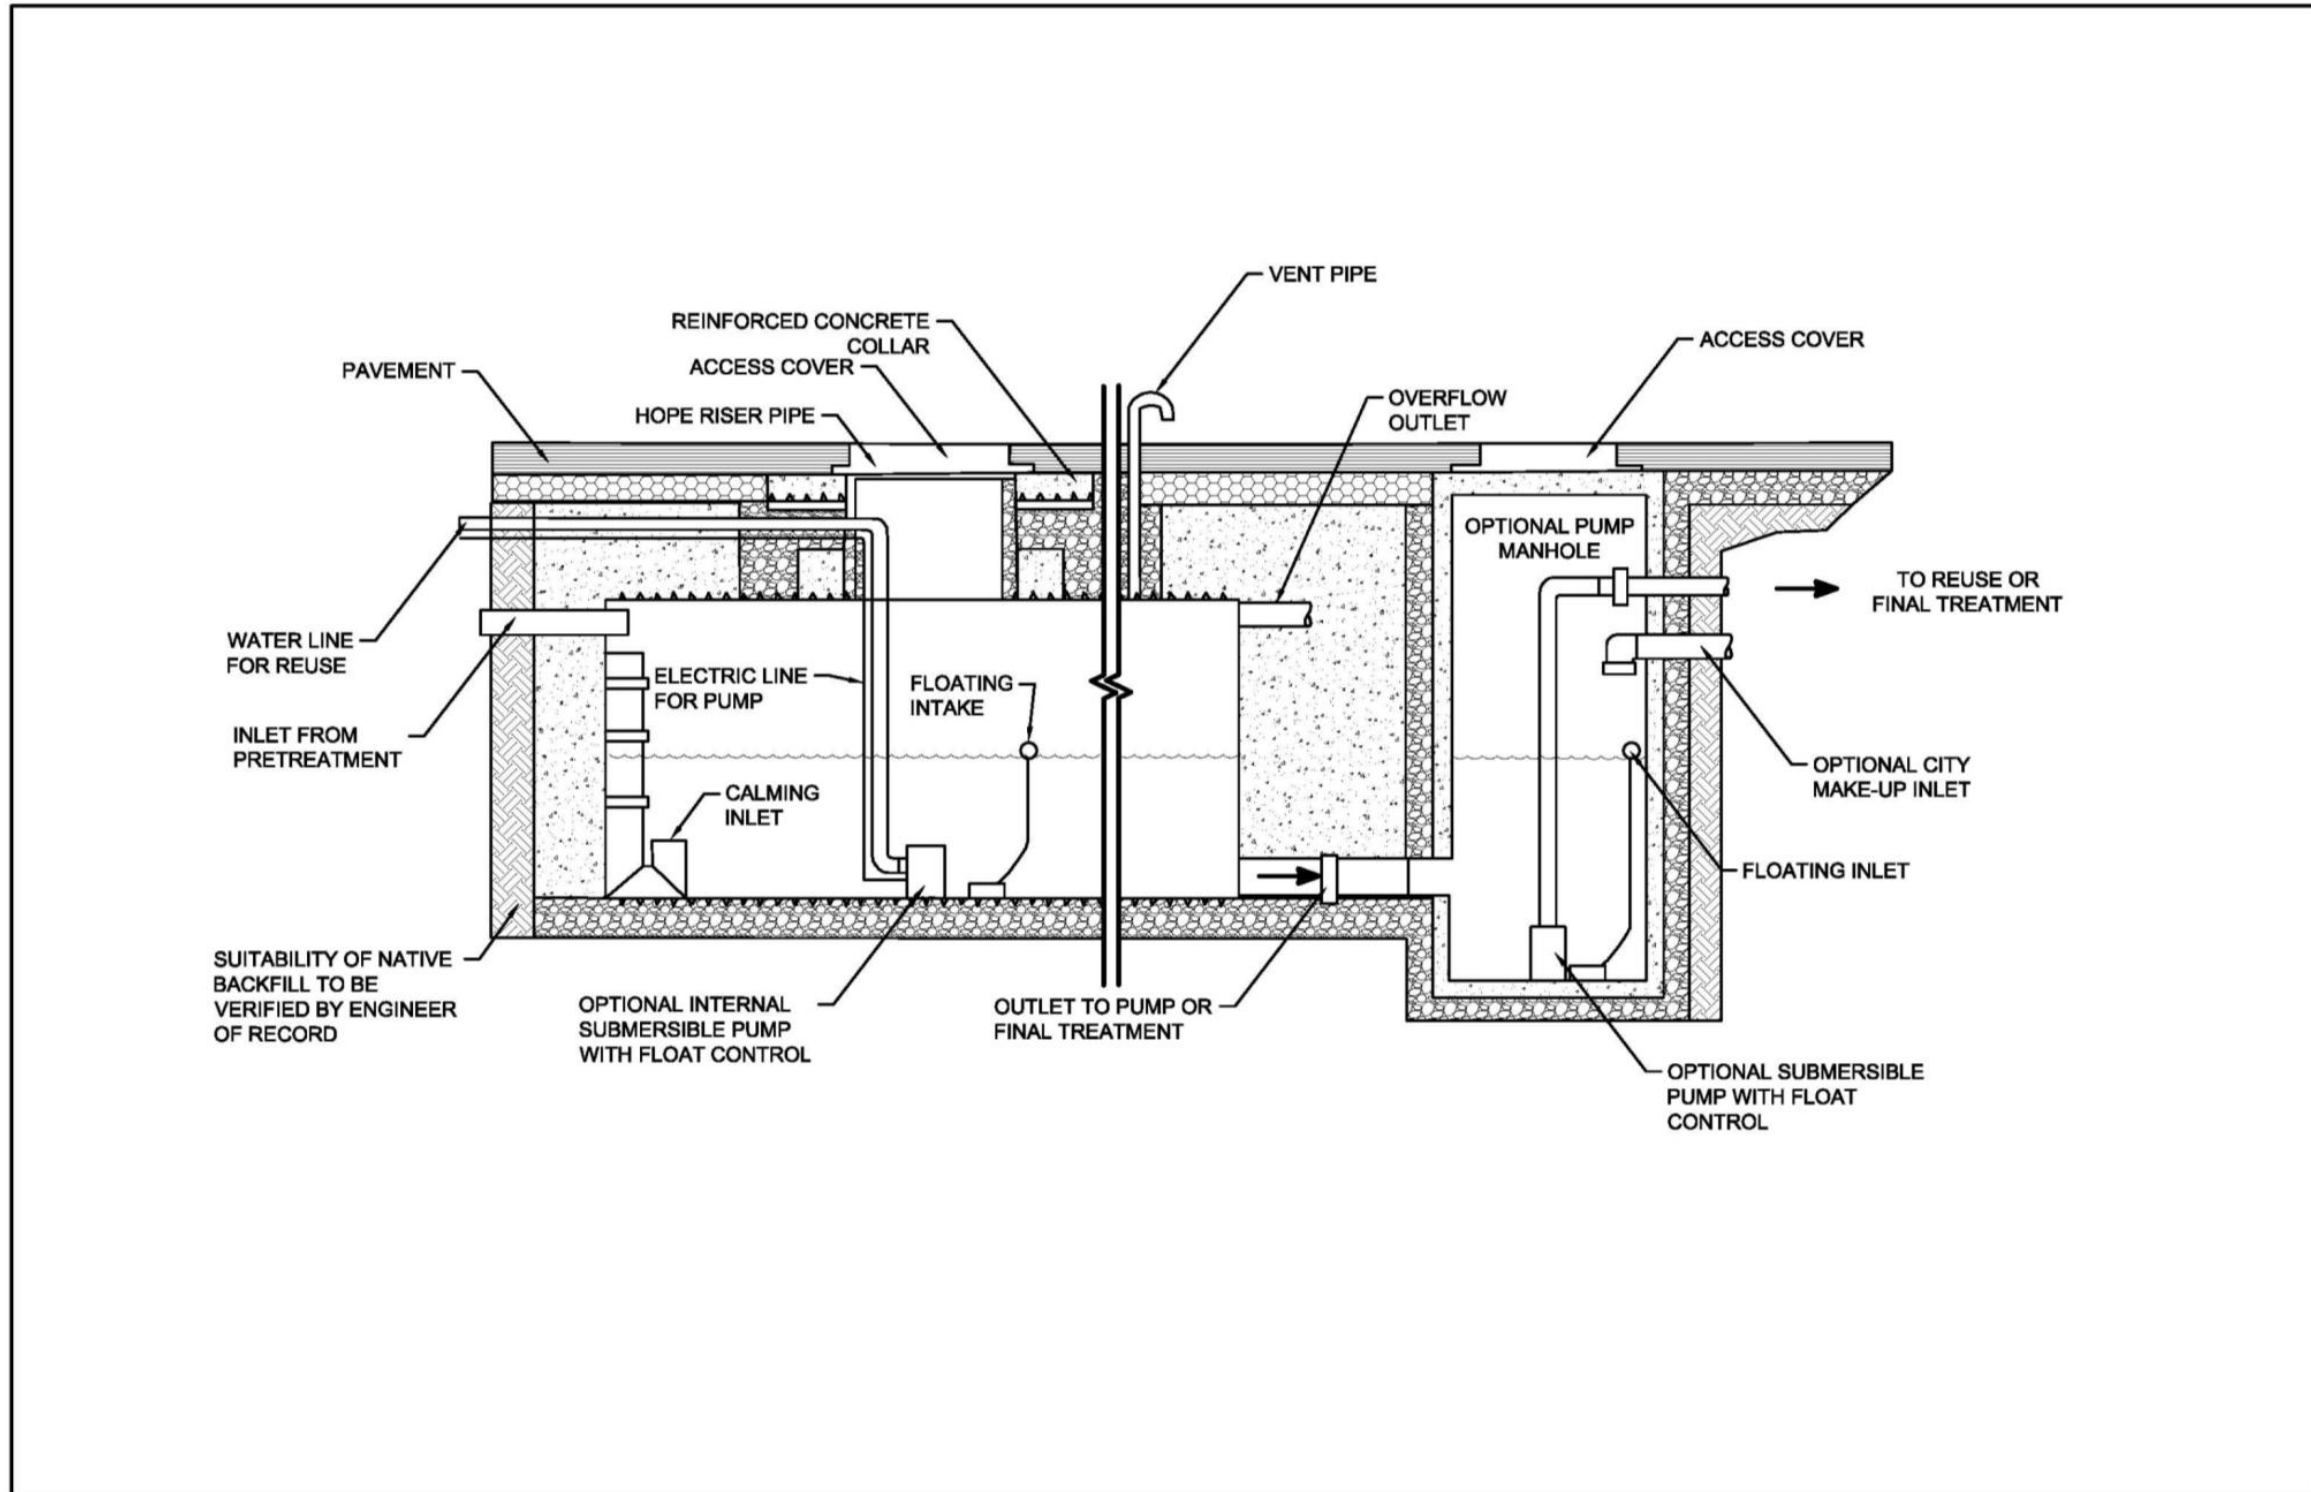 VENT PIPE
REINFORCED CONCRETE
COLLAR
ACCESS COVER
ACCESS COVER
PAVEMENT
HOPE RISER PIPE
OVERFLOW
OUTLET
OPTIONAL PUMP
MANHOLE
TO REUSE OR
FINAL TREATMENT
WATER LINE
FOR REUSE
ELECTRIC LINE
FOR PUMP
FLOATING
INTAKE
INLET FROM
PRETREATMENT
OPTIONAL CITY
MAKE-UP INLET
CALMING
INLET
FLOATING INLET
SUITABILITY OF NATIVE
BACKFILL TO BE
VERIFIED BY ENGINEER
OF RECORD
OPTIONAL INTERNAL
SUBMERSIBLE PUMP
WITH FLOAT CONTROL
OUTLET TO PUMP OR
FINAL TREATMENT
OPTIONAL SUBMERSIBLE
PUMP WITH FLOAT
CONTROL